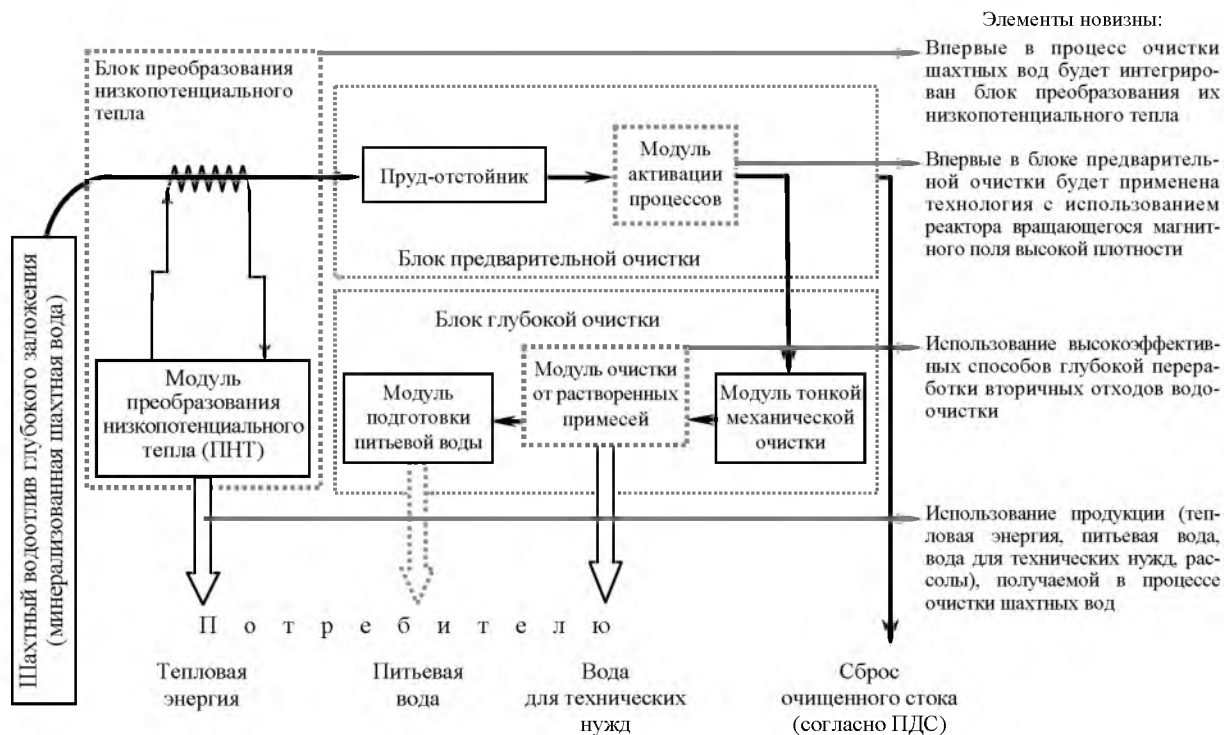 Элементы новизны:
Блок преобразования
низкопотенциального
тепла
Впервые в процесс очистки
шахтных вод будет интегриро-
ван блок преобразования их
низкопотенциального тепла
Пруд-отстойник
Модуль
активации
процессов
Блок предварительной очистки
Впервые в блоке предваритель-
ной очистки будет применена
технология с использованием
реактора вращающегося магнит-
ного поля высокой плотности
Шахтный водоотлив глубокого заложения
(минерализованная шахтная вода)
Блок глубокой очистки
Модуль
преобразования
низкопотенциального
тепла (ПНТ)
Модуль
подготовки
питьевой воды
Модуль очистки
от растворенных
примесей
Модуль тонкой
механической
очистки
Использование высокоэффектив-
ных способов глубокой перера-
ботки вторичных отходов водо-
очистки
Использование продукции (теп-
ловая энергия, питьевая вода,
вода для технических нужд, рас-
солы), получаемой в процессе
очистки шахтных вод
Потребителю
Тепловая
энергия
Питьевая
вода
Вода
для технических
нужд
Сброс
очищенного стока
(согласно ПДС)